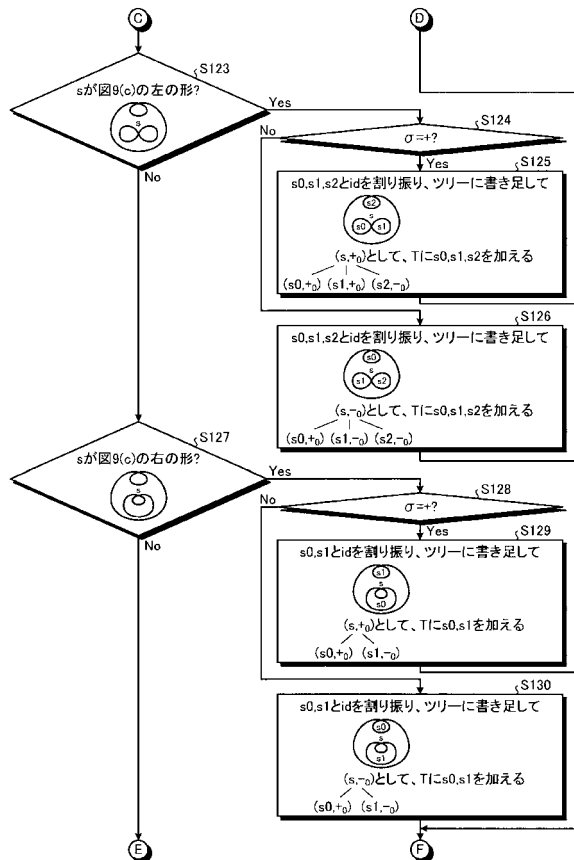 C
D
S123
sが図9(c)の左の形?
s
Yes
No
S124
σ=+?
No
Yes
S125
s0,s1,s2とidを割り振り、ツリーに書き足して
s2
s
s0 s1
(s,+₀)として、Tにs0,s1,s2を加える
(s0,+₀) (s1,+₀) (s2,-₀)
S126
s0,s1,s2とidを割り振り、ツリーに書き足して
s0
s
s1 s2
(s,-₀)として、Tにs0,s1,s2を加える
(s0,+₀) (s1,-₀) (s2,-₀)
S127
sが図9(c)の右の形?
s
Yes
No
S128
σ=+?
No
Yes
S129
s0,s1とidを割り振り、ツリーに書き足して
s1
s
s0
(s,+₀)として、Tにs0,s1を加える
(s0,+₀) (s1,-₀)
S130
s0,s1とidを割り振り、ツリーに書き足して
s0
s
s1
(s,-₀)として、Tにs0,s1を加える
(s0,+₀) (s1,-₀)
E
F